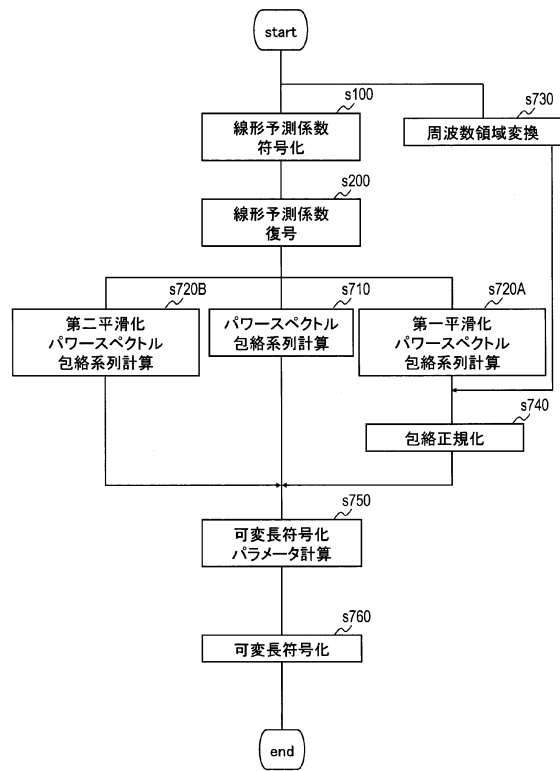 start
s100
線形予測係数
符号化
s730
周波数領域変換
s200
線形予測係数
復号
s720B
第二平滑化
パワースペクトル
包絡系列計算
s710
パワースペクトル
包絡系列計算
s720A
第一平滑化
パワースペクトル
包絡系列計算
s740
包絡正規化
s750
可変長符号化
パラメータ計算
s760
可変長符号化
end